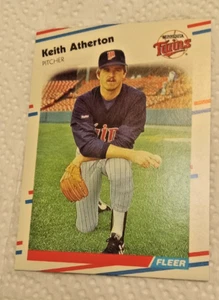 Keith Atherton
PITCHER
MINNESOTA
Twins
FLEER